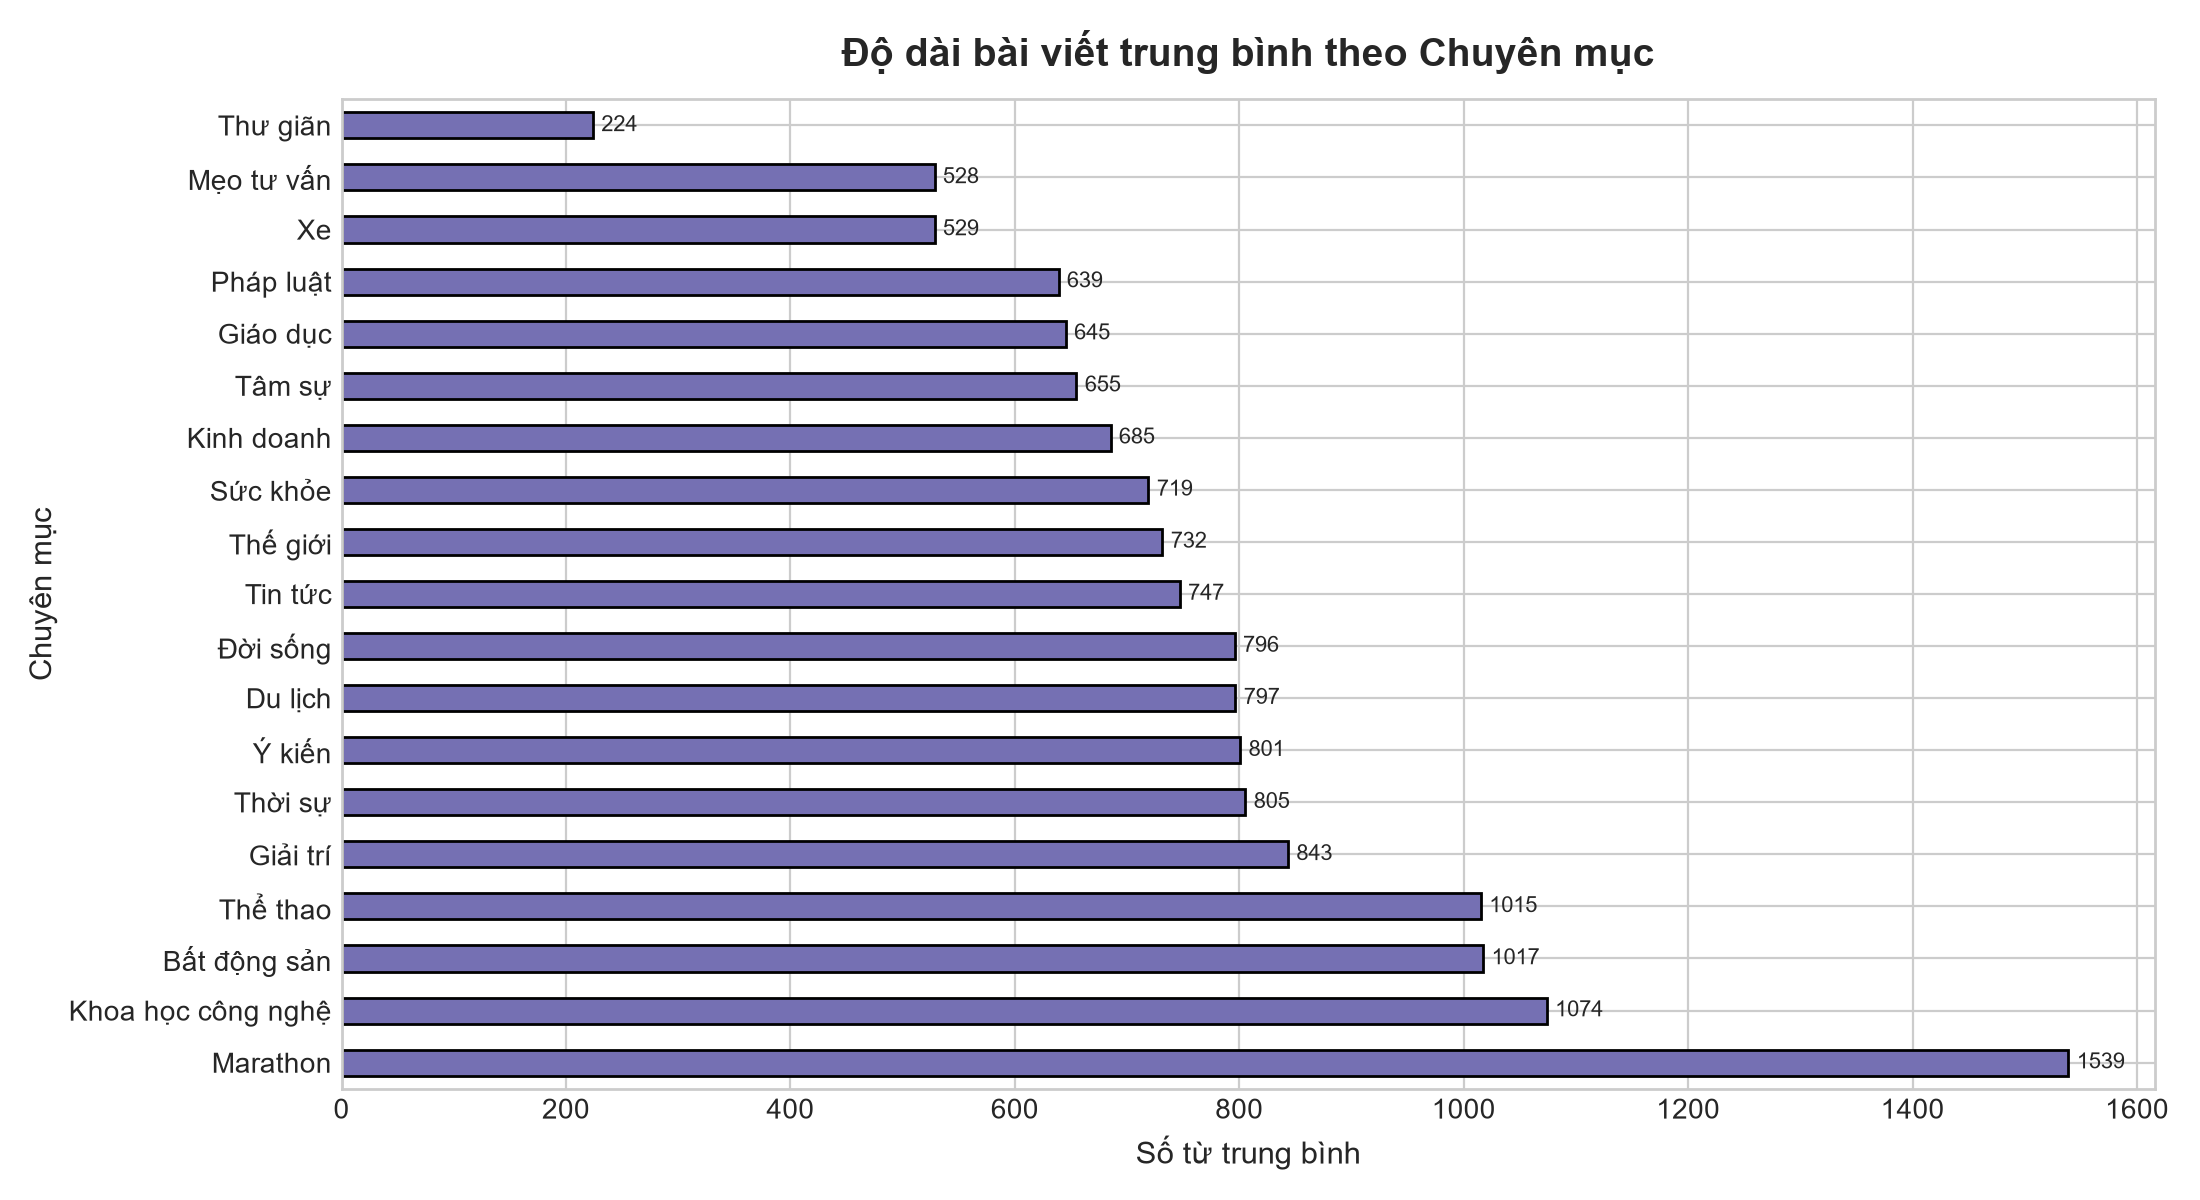 Độ dài bài viết trung bình theo Chuyên mục
Chuyên mục
Thư giãn 224
Mẹo tư vấn 528
Xe 529
Pháp luật 639
Giáo dục 645
Tâm sự 655
Kinh doanh 685
Sức khỏe 719
Thế giới 732
Tin tức 747
Đời sống 796
Du lịch 797
Ý kiến 801
Thời sự 805
Giải trí 843
Thể thao 1015
Bất động sản 1017
Khoa học công nghệ 1074
Marathon 1539
0 200 400 600 800 1000 1200 1400 1600
Số từ trung bình